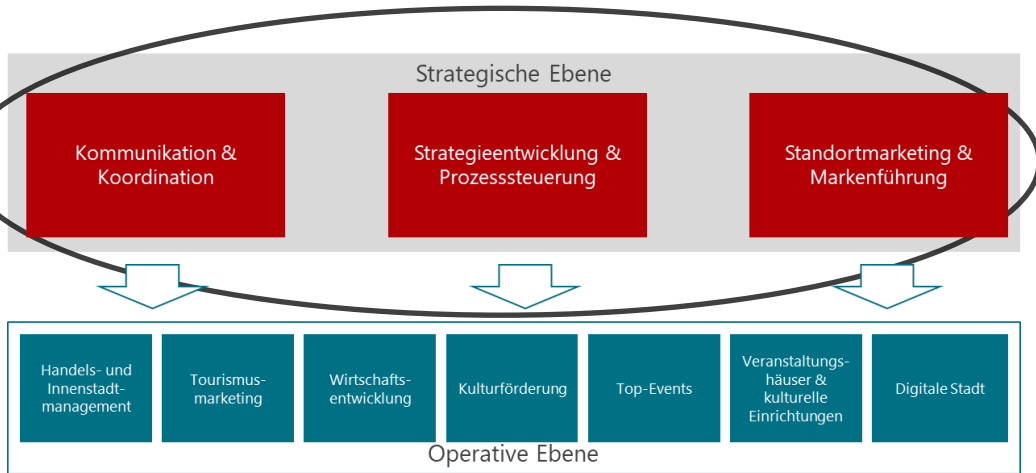 Strategische Ebene
Kommunikation &
Koordination
Strategieentwicklung &
Prozesssteuerung
Standortmarketing &
Markenführung
Handels- und
Innenstadt-
management
Tourismus-
marketing
Wirtschafts-
entwicklung
Kulturförderung
Top-Events
Veranstaltungs-
häuser &
kulturelle
Einrichtungen
Digitale Stadt
Operative Ebene